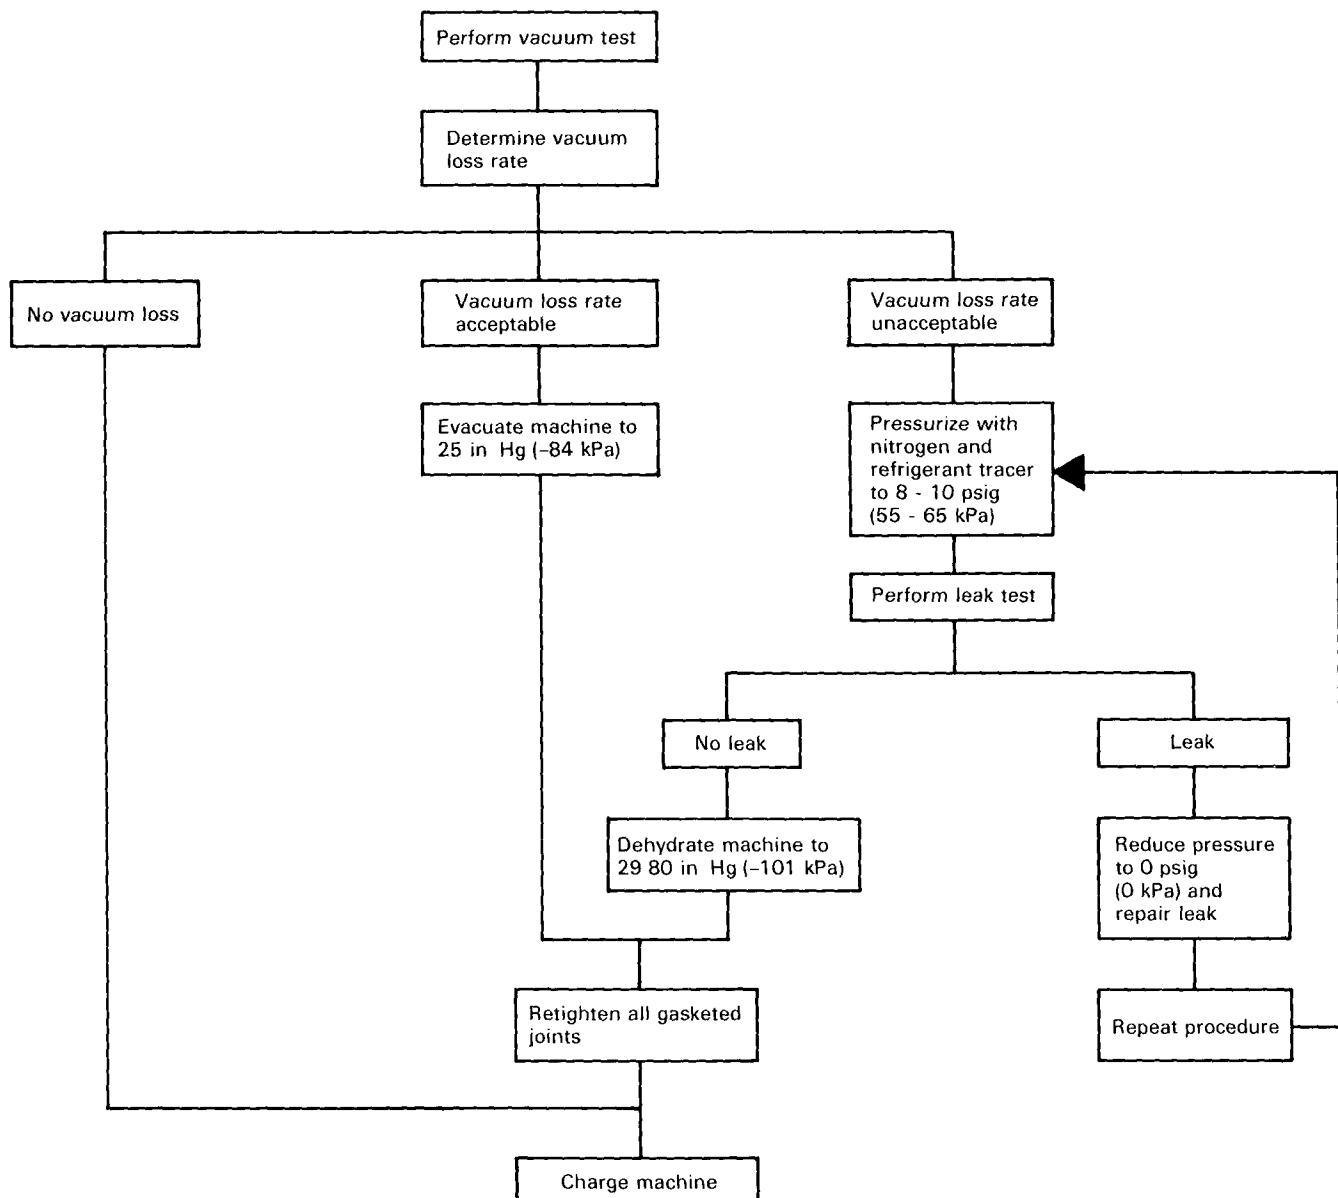 Perform vacuum test
Determine vacuum
loss rate
No vacuum loss
Vacuum loss rate
acceptable
Vacuum loss rate
unacceptable
Evacuate machine to
25 in Hg (–84 kPa)
Pressurize with
nitrogen and
refrigerant tracer
to 8 - 10 psig
(55 - 65 kPa)
Perform leak test
No leak
Leak
Dehydrate machine to
29 80 in Hg (–101 kPa)
Reduce pressure
to 0 psig
(0 kPa) and
repair leak
Retighten all gasketed
joints
Repeat procedure
Charge machine